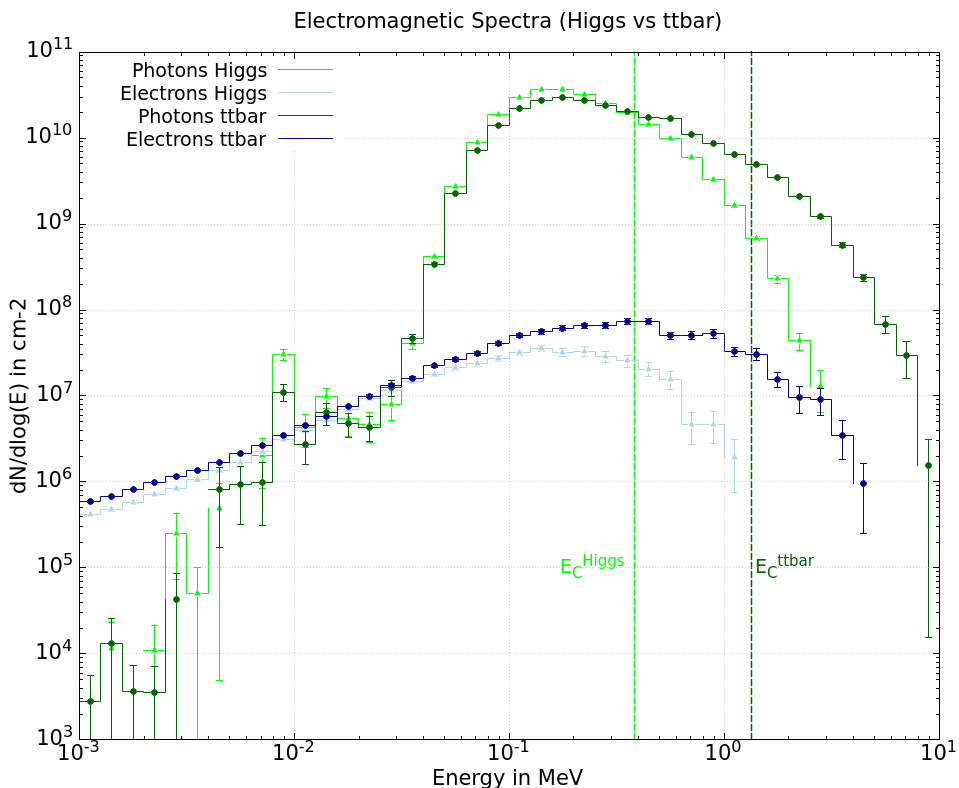 Electromagnetic Spectra (Higgs vs ttbar)
Photons Higgs
Electrons Higgs
Photons ttbar
Electrons ttbar
10^11
10^10
10^9
10^8
10^7
10^6
10^5
10^4
10^3
dN/dlog(E) in cm-2
E_C^Higgs
E_C^ttbar
10^-3 10^-2 10^-1 10^0 10^1
Energy in MeV